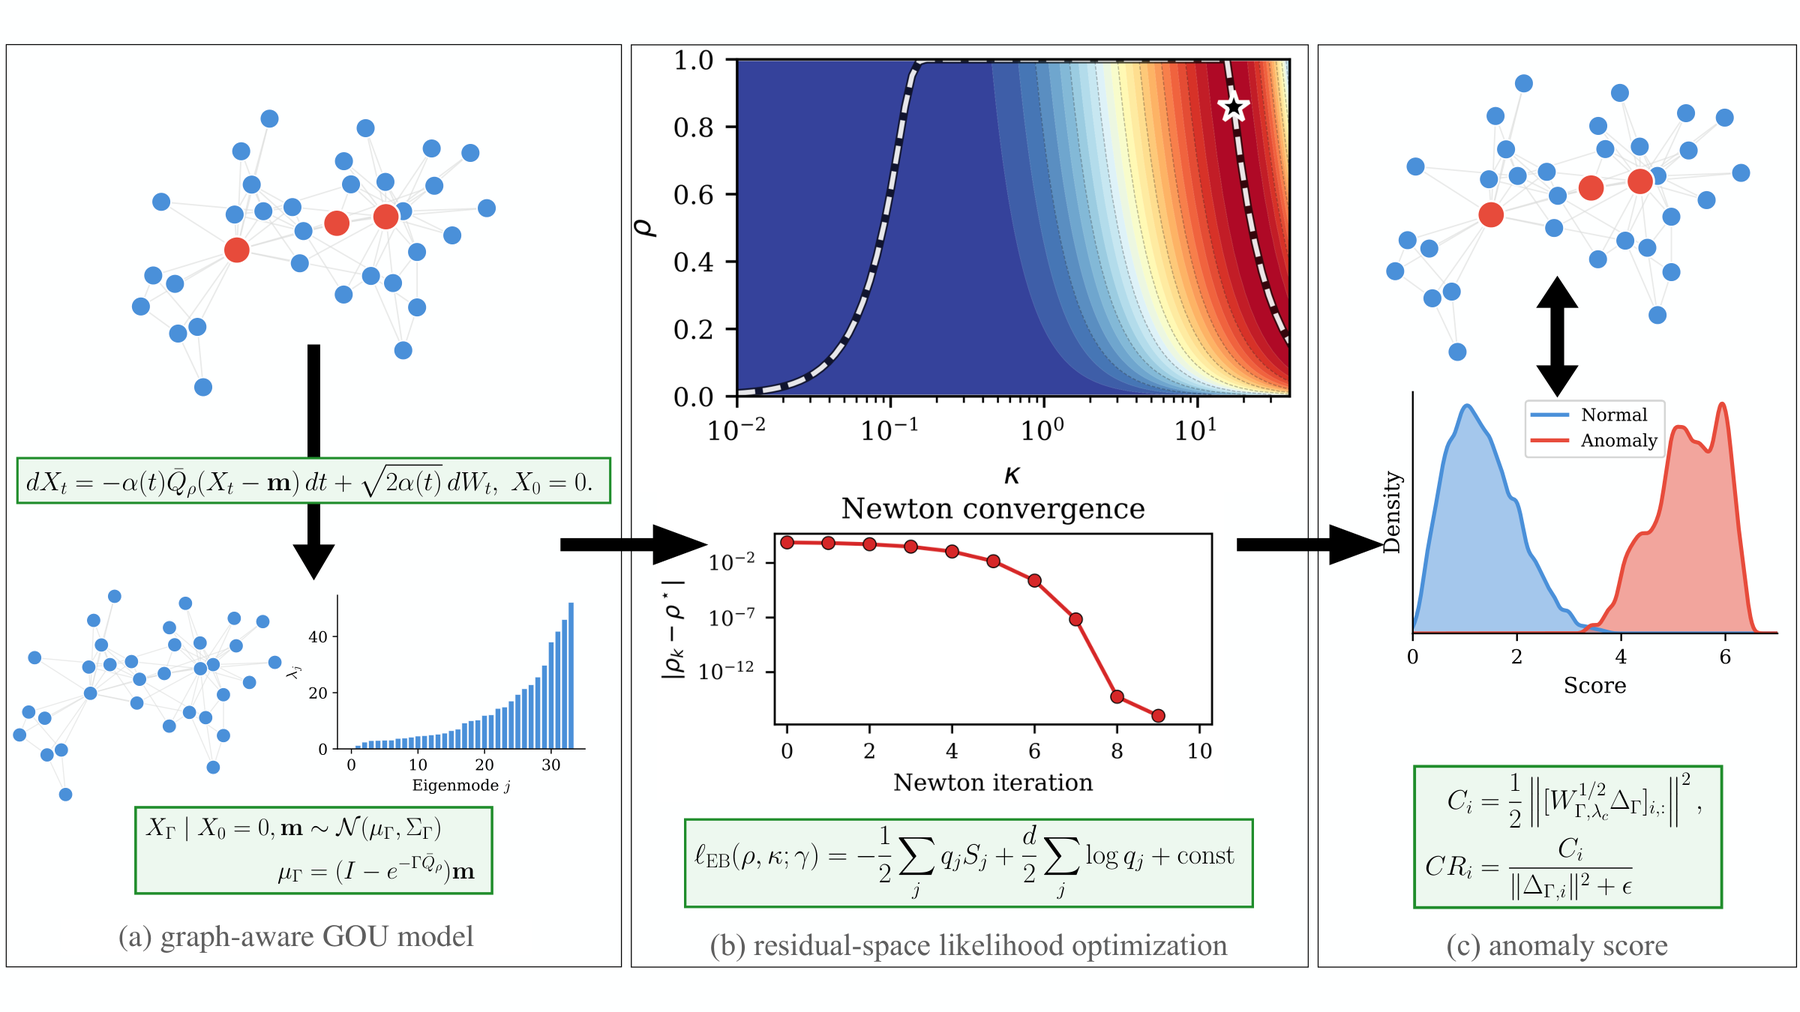 dX_t = −α(t)Q̄_ρ(X_t − m) dt + √2α(t) dW_t, X_0 = 0.
λ_j
40
20
0
0 10 20 30
Eigenmode j
X_Γ | X_0 = 0, m ∼ 𝒩(μ_Γ, Σ_Γ)
μ_Γ = (I − e^{−ΓQ̄_ρ})m
(a) graph-aware GOU model
ρ
1.0
0.8
0.6
0.4
0.2
0.0
10^{−2} 10^{−1} 10^0 10^1
κ
Newton convergence
|ρ_k − ρ^⋆|
10^{−2}
10^{−7}
10^{−12}
0 2 4 6 8 10
Newton iteration
ℓ_EB(ρ, κ; γ) = −1/2 ∑_j q_j S_j + d/2 ∑_j log q_j + const
(b) residual-space likelihood optimization
Normal
Anomaly
Density
0 2 4 6
Score
C_i = 1/2 ‖[W_{Γ,λ_c}^{1/2} Δ_Γ]_{i,:}‖^2,
CR_i = C_i / (‖Δ_{Γ,i}‖^2 + ϵ)
(c) anomaly score